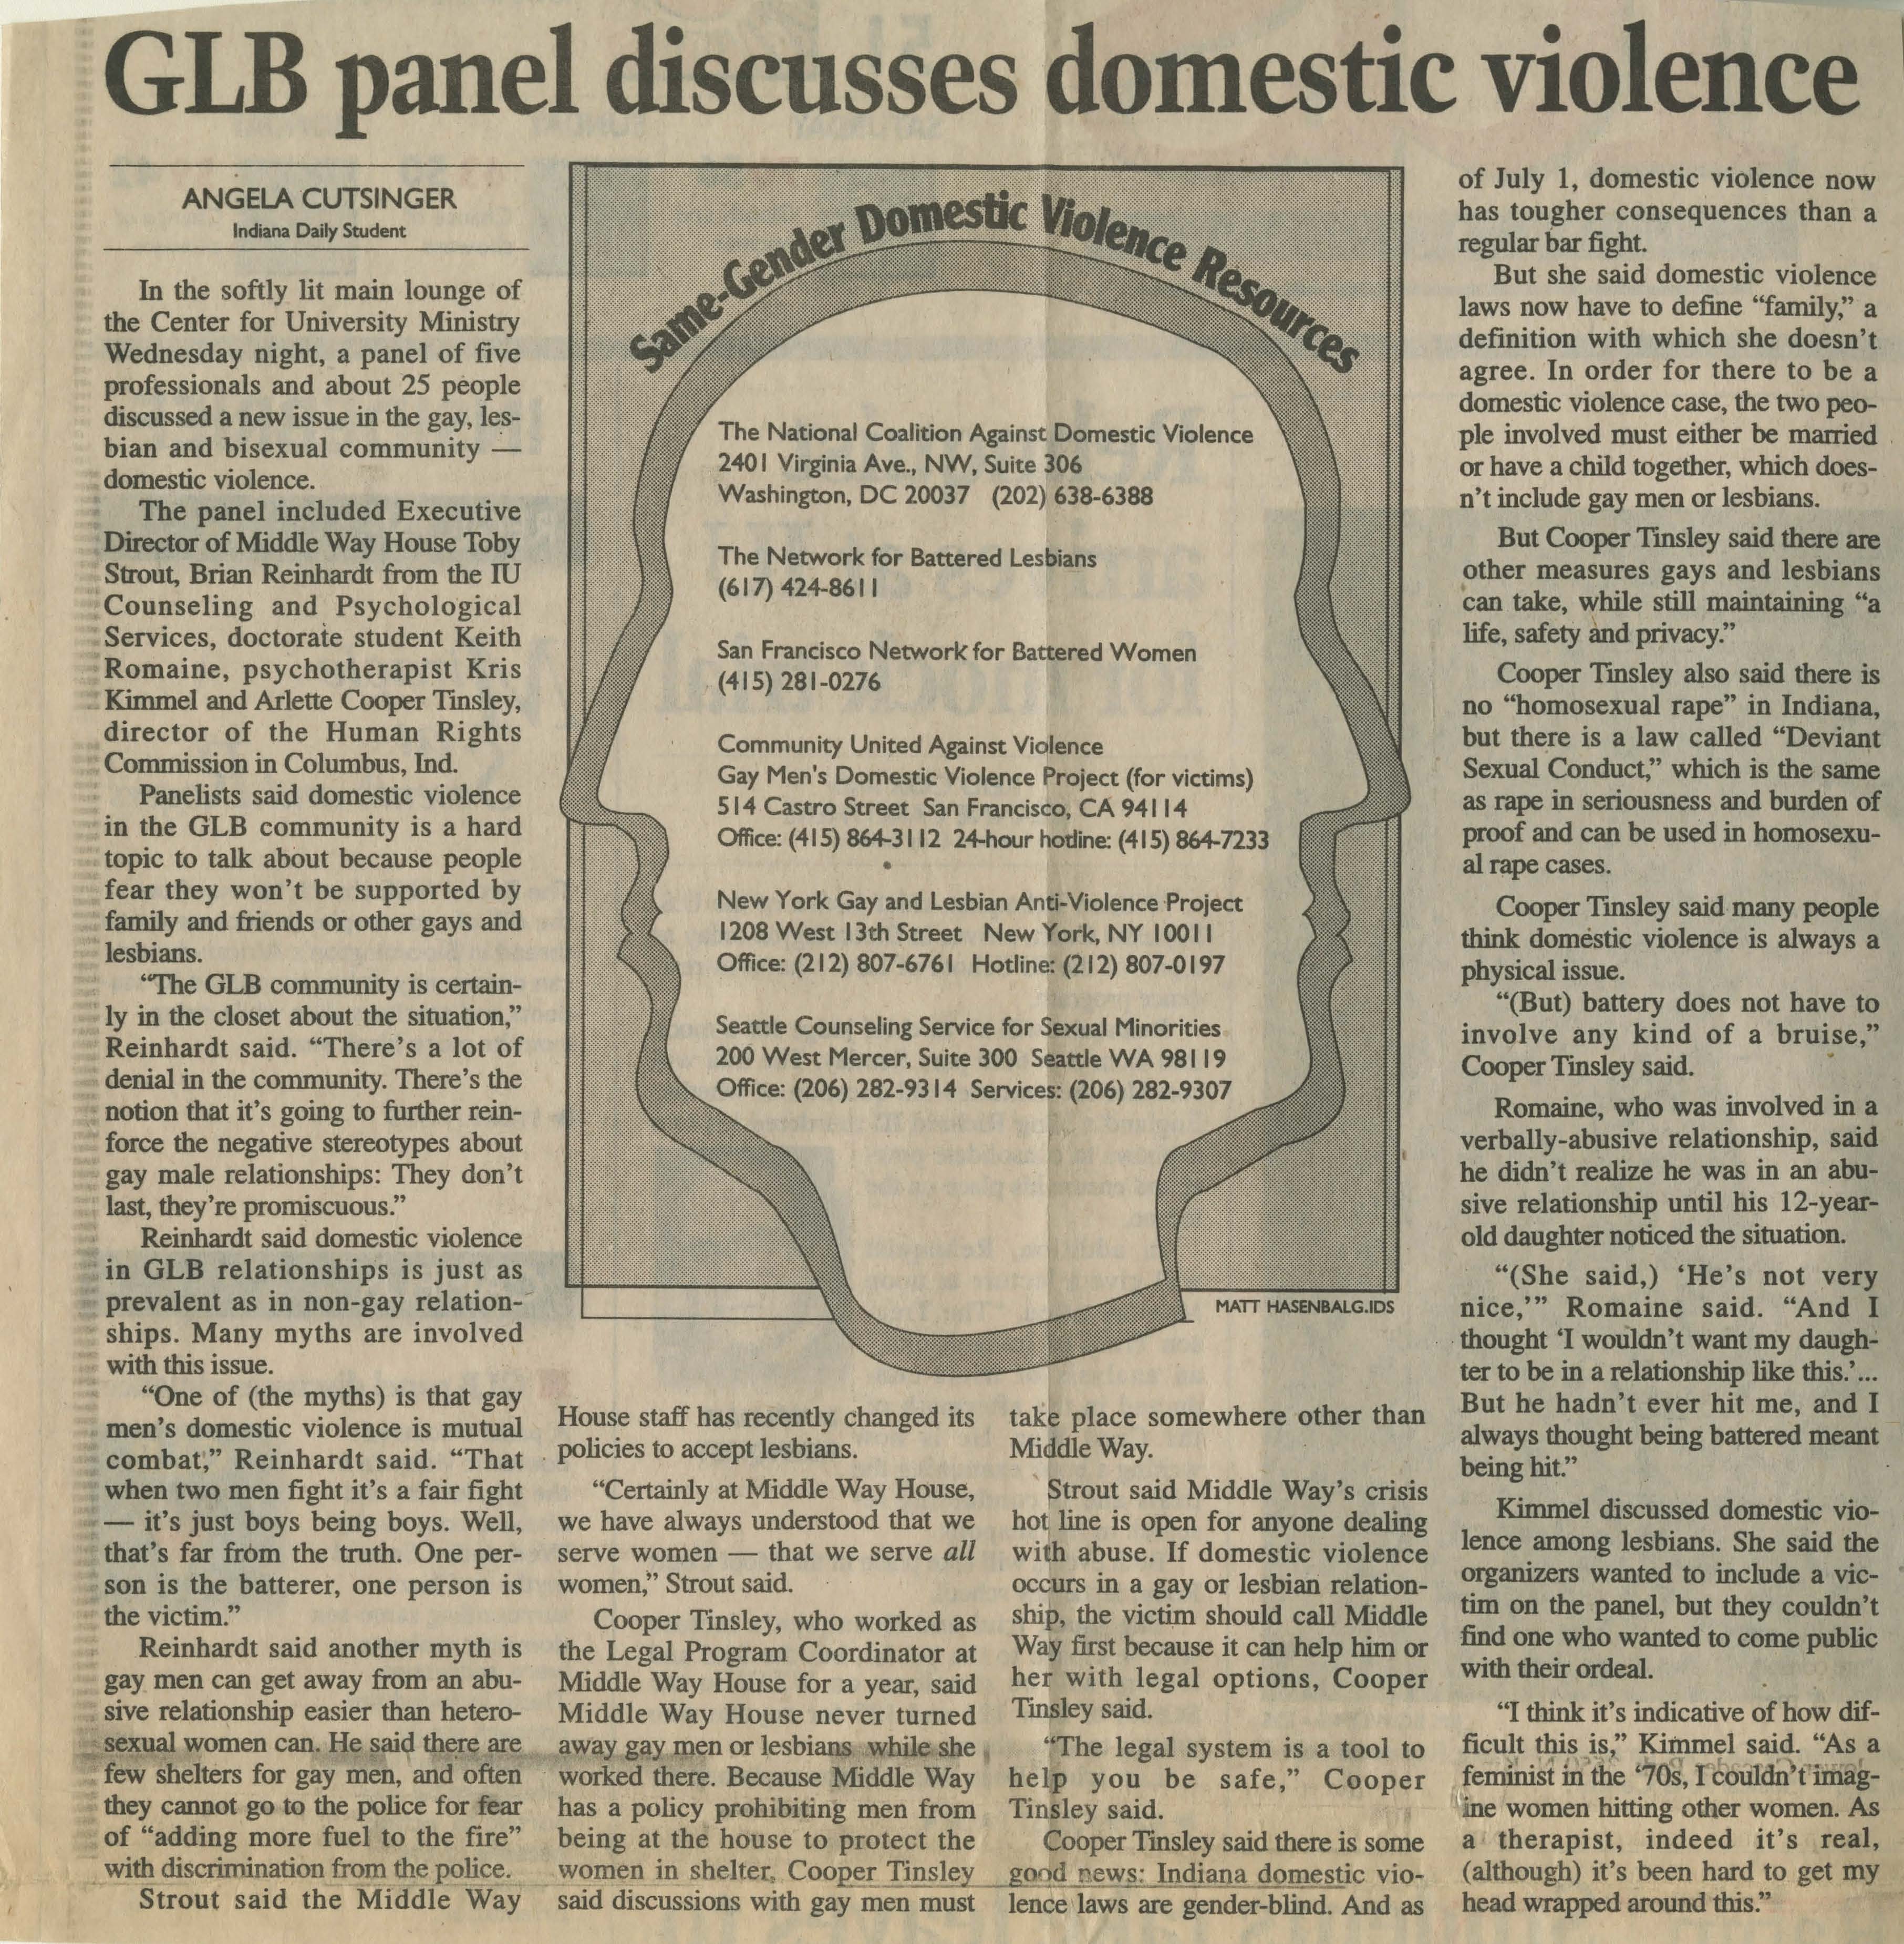 GLB panel discusses domestic violence
ANGELA CUTSINGER
Indiana Daily Student
In the softly lit main lounge of
the Center for University Ministry
Wednesday night, a panel of five
professionals and about 25 people
discussed a new issue in the gay, les-
bian and bisexual community —
domestic violence.
The panel included Executive
Director of Middle Way House Toby
Strout, Brian Reinhardt from the IU
Counseling and Psychological
Services, doctorate student Keith
Romaine, psychotherapist Kris
Kimmel and Arlette Cooper Tinsley,
director of the Human Rights
Commission in Columbus, Ind.
Panelists said domestic violence
in the GLB community is a hard
topic to talk about because people
fear they won't be supported by
family and friends or other gays and
lesbians.
“The GLB community is certain-
ly in the closet about the situation,”
Reinhardt said. “There's a lot of
denial in the community. There's the
notion that it's going to further rein-
force the negative stereotypes about
gay male relationships: They don't
last, they're promiscuous.”
Reinhardt said domestic violence
in GLB relationships is just as
prevalent as in non-gay relation-
ships. Many myths are involved
with this issue.
“One of (the myths) is that gay
men's domestic violence is mutual
combat,” Reinhardt said. “That
when two men fight it's a fair fight
— it's just boys being boys. Well,
that's far from the truth. One per-
son is the batterer, one person is
the victim.”
Reinhardt said another myth is
gay men can get away from an abu-
sive relationship easier than hetero-
sexual women can. He said there are
few shelters for gay men, and often
they cannot go to the police for fear
of “adding more fuel to the fire”
with discrimination from the police.
Strout said the Middle Way
Same-Gender Domestic Violence Resources
The National Coalition Against Domestic Violence
2401 Virginia Ave., NW, Suite 306
Washington, DC 20037 (202) 638-6388
The Network for Battered Lesbians
(617) 424-8611
San Francisco Network for Battered Women
(415) 281-0276
Community United Against Violence
Gay Men's Domestic Violence Project (for victims)
514 Castro Street San Francisco, CA 94114
Office: (415) 864-3112 24-hour hotline: (415) 864-7233
New York Gay and Lesbian Anti-Violence Project
1208 West 13th Street New York, NY 10011
Office: (212) 807-6761 Hotline: (212) 807-0197
Seattle Counseling Service for Sexual Minorities
200 West Mercer, Suite 300 Seattle WA 98119
Office: (206) 282-9314 Services: (206) 282-9307
MATT HASENBALG.IDS
House staff has recently changed its
policies to accept lesbians.
“Certainly at Middle Way House,
we have always understood that we
serve women — that we serve all
women,” Strout said.
Cooper Tinsley, who worked as
the Legal Program Coordinator at
Middle Way House for a year, said
Middle Way House never turned
away gay men or lesbians while she
worked there. Because Middle Way
has a policy prohibiting men from
being at the house to protect the
women in shelter, Cooper Tinsley
said discussions with gay men must
take place somewhere other than
Middle Way.
Strout said Middle Way's crisis
hot line is open for anyone dealing
with abuse. If domestic violence
occurs in a gay or lesbian relation-
ship, the victim should call Middle
Way first because it can help him or
her with legal options, Cooper
Tinsley said.
“The legal system is a tool to
help you be safe,” Cooper
Tinsley said.
Cooper Tinsley said there is some
good news: Indiana domestic vio-
lence laws are gender-blind. And as
of July 1, domestic violence now
has tougher consequences than a
regular bar fight.
But she said domestic violence
laws now have to define “family,” a
definition with which she doesn't
agree. In order for there to be a
domestic violence case, the two peo-
ple involved must either be married
or have a child together, which does-
n't include gay men or lesbians.
But Cooper Tinsley said there are
other measures gays and lesbians
can take, while still maintaining “a
life, safety and privacy.”
Cooper Tinsley also said there is
no “homosexual rape” in Indiana,
but there is a law called “Deviant
Sexual Conduct,” which is the same
as rape in seriousness and burden of
proof and can be used in homosexu-
al rape cases.
Cooper Tinsley said many people
think domestic violence is always a
physical issue.
“(But) battery does not have to
involve any kind of a bruise,”
Cooper Tinsley said.
Romaine, who was involved in a
verbally-abusive relationship, said
he didn't realize he was in an abu-
sive relationship until his 12-year-
old daughter noticed the situation.
“(She said,) ‘He's not very
nice,’” Romaine said. “And I
thought ‘I wouldn't want my daugh-
ter to be in a relationship like this.’...
But he hadn't ever hit me, and I
always thought being battered meant
being hit.”
Kimmel discussed domestic vio-
lence among lesbians. She said the
organizers wanted to include a vic-
tim on the panel, but they couldn't
find one who wanted to come public
with their ordeal.
“I think it's indicative of how dif-
ficult this is,” Kimmel said. “As a
feminist in the ‘70s, I couldn't imag-
ine women hitting other women. As
a therapist, indeed it's real,
(although) it's been hard to get my
head wrapped around this.”